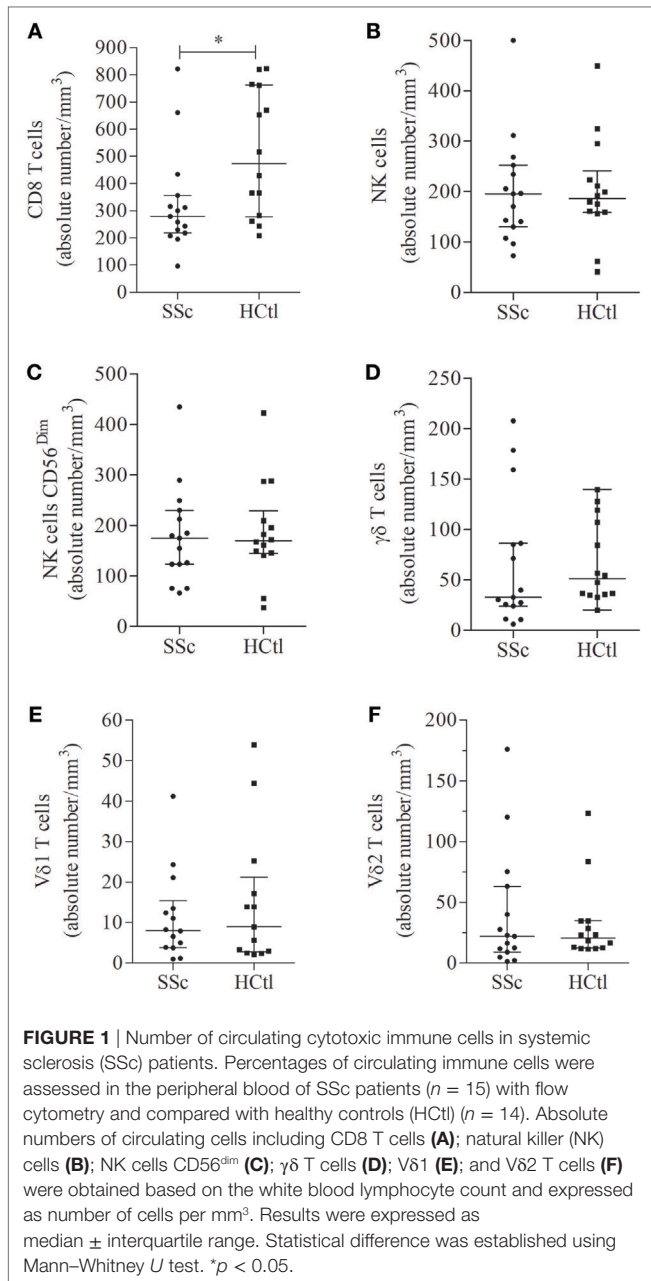 A
B
*
CD8 T cells
(absolute number/mm³)
900
800
700
600
500
400
300
200
100
0
SSc
HCtl
NK cells
(absolute number/mm³)
500
400
300
200
100
0
SSc
HCtl
C
D
NK cells CD56ᴰⁱᵐ
(absolute number/mm³)
500
400
300
200
100
0
SSc
HCtl
γδ T cells
(absolute number/mm³)
250
200
150
100
50
0
SSc
HCtl
E
F
Vδ1 T cells
(absolute number/mm³)
60
50
40
30
20
10
0
SSc
HCtl
Vδ2 T cells
(absolute number/mm³)
200
150
100
50
0
SSc
HCtl
FIGURE 1 | Number of circulating cytotoxic immune cells in systemic
sclerosis (SSc) patients. Percentages of circulating immune cells were
assessed in the peripheral blood of SSc patients (n = 15) with flow
cytometry and compared with healthy controls (HCtl) (n = 14). Absolute
numbers of circulating cells including CD8 T cells (A); natural killer (NK)
cells (B); NK cells CD56ᵈⁱᵐ (C); γδ T cells (D); Vδ1 (E); and Vδ2 T cells (F)
were obtained based on the white blood lymphocyte count and expressed
as number of cells per mm³. Results were expressed as
median ± interquartile range. Statistical difference was established using
Mann–Whitney U test. *p < 0.05.